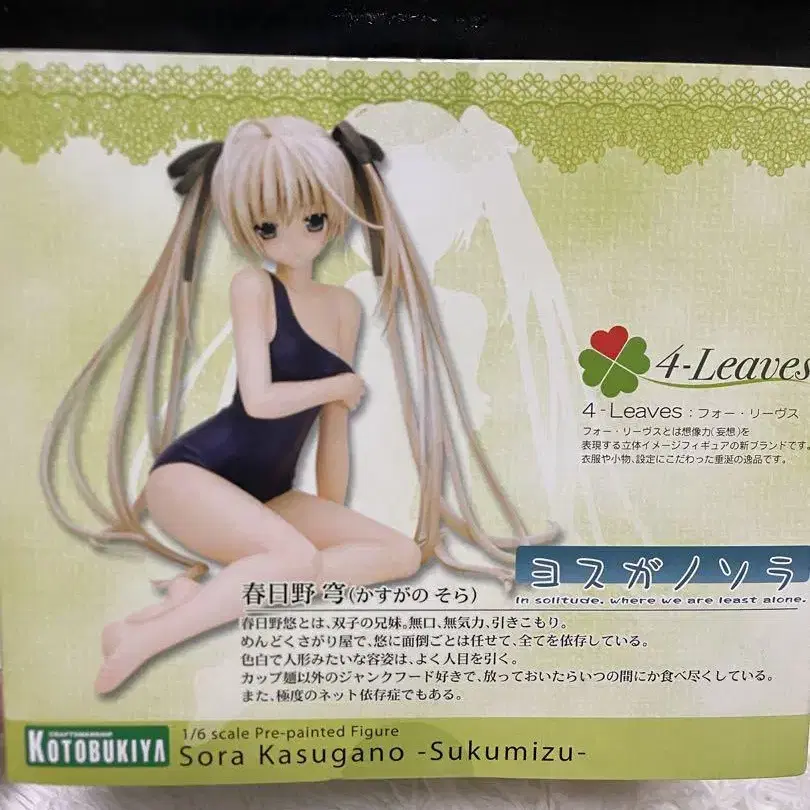 4-Leaves
4-Leaves：フォー・リーヴス
フォー・リーヴスとは想像力（妄想）を
表現する立体イメージフィギュアの新ブランドです。
衣服や小物、設定にこだわった垂涎の逸品です。
ヨスガノソラ
In solitude, where we are least alone.
春日野 穹（かすがの そら）
春日野悠とは、双子の兄妹。無口、無気力、引きこもり。
めんどくさがり屋で、悠に面倒ごとは任せて、全てを依存している。
色白で人形みたいな容姿は、よく人目を引く。
カップ麺以外のジャンクフード好きで、放っておいたらいつの間にか食べ尽くしている。
また、極度のネット依存症でもある。
CRAFTSMANSHIP
KOTOBUKIYA
1/6 scale Pre-painted Figure
Sora Kasugano -Sukumizu-